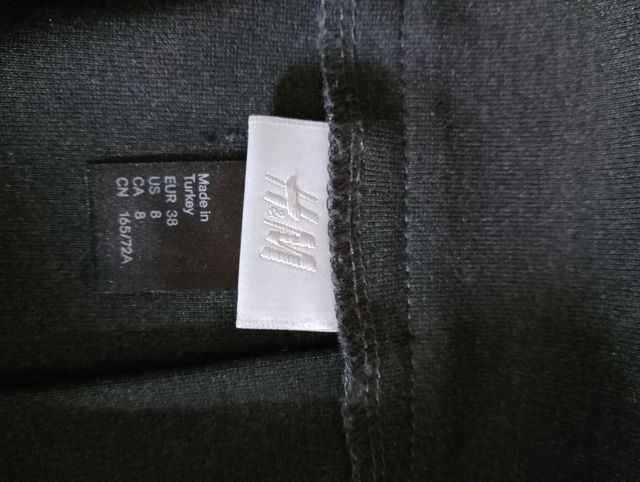 H&M
Made in
Turkey
EUR 38
US 8
CA 8
CN 165/72A